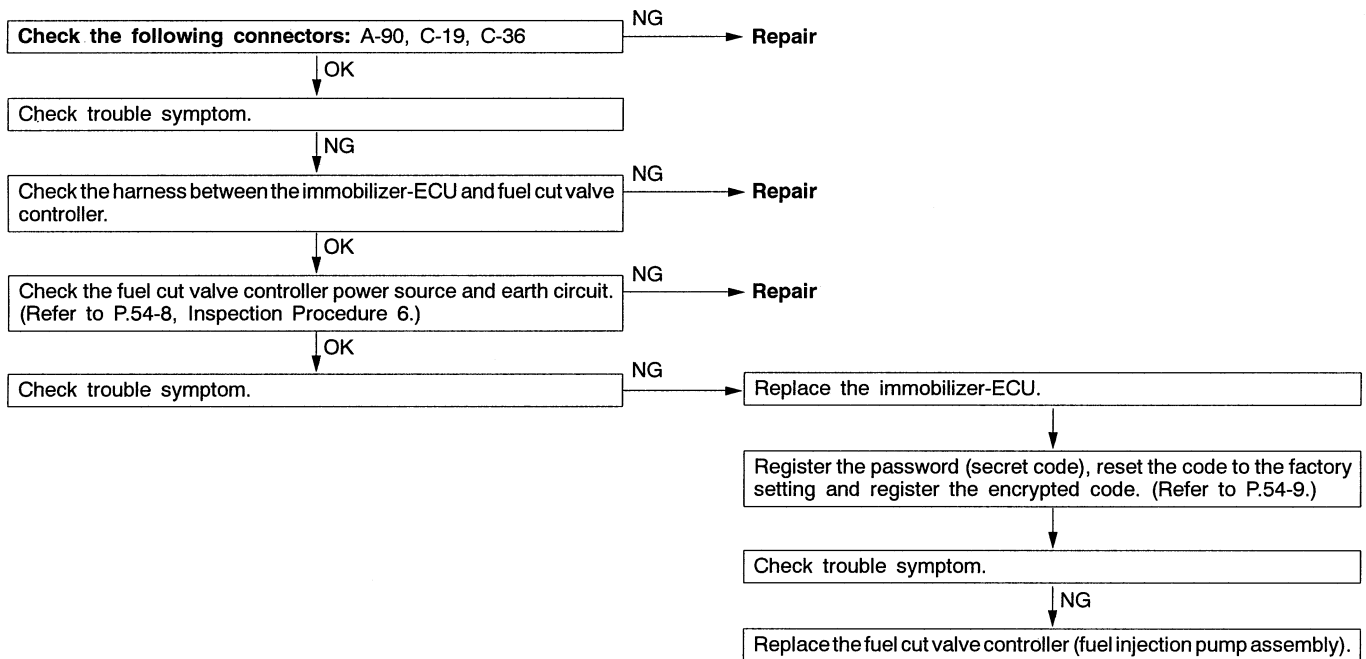 Check the following connectors: A-90, C-19, C-36
NG
Repair
OK
Check trouble symptom.
NG
Check the harness between the immobilizer-ECU and fuel cut valve
controller.
NG
Repair
OK
Check the fuel cut valve controller power source and earth circuit.
(Refer to P.54-8, Inspection Procedure 6.)
NG
Repair
OK
Check trouble symptom.
NG
Replace the immobilizer-ECU.
Register the password (secret code), reset the code to the factory
setting and register the encrypted code. (Refer to P.54-9.)
Check trouble symptom.
NG
Replace the fuel cut valve controller (fuel injection pump assembly).